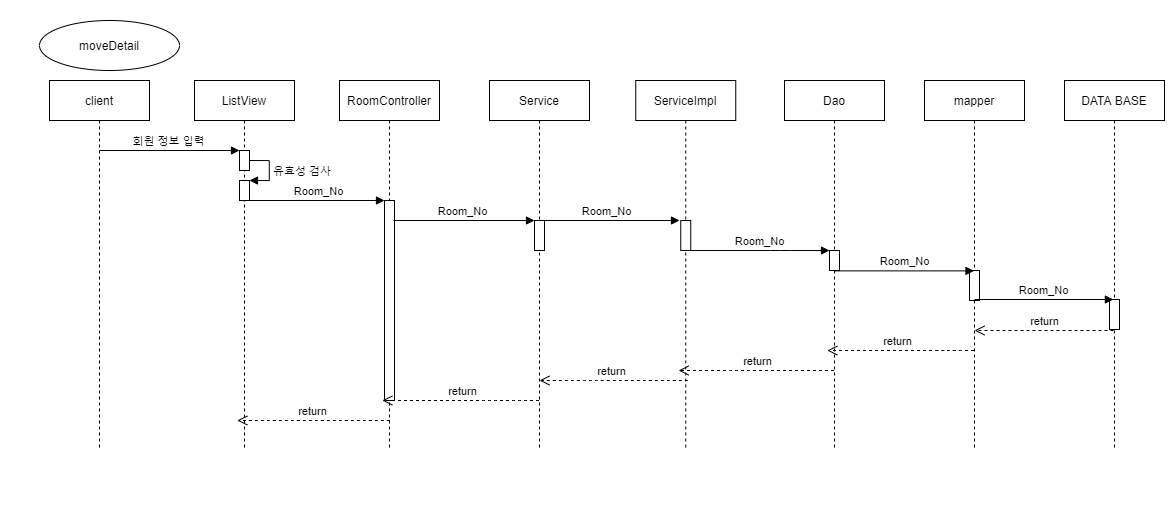 moveDetail
client
ListView
RoomController
Service
ServiceImpl
Dao
mapper
DATA BASE
회원 정보 입력
유효성 검사
Room_No
Room_No
Room_No
Room_No
Room_No
Room_No
return
return
return
return
return
return